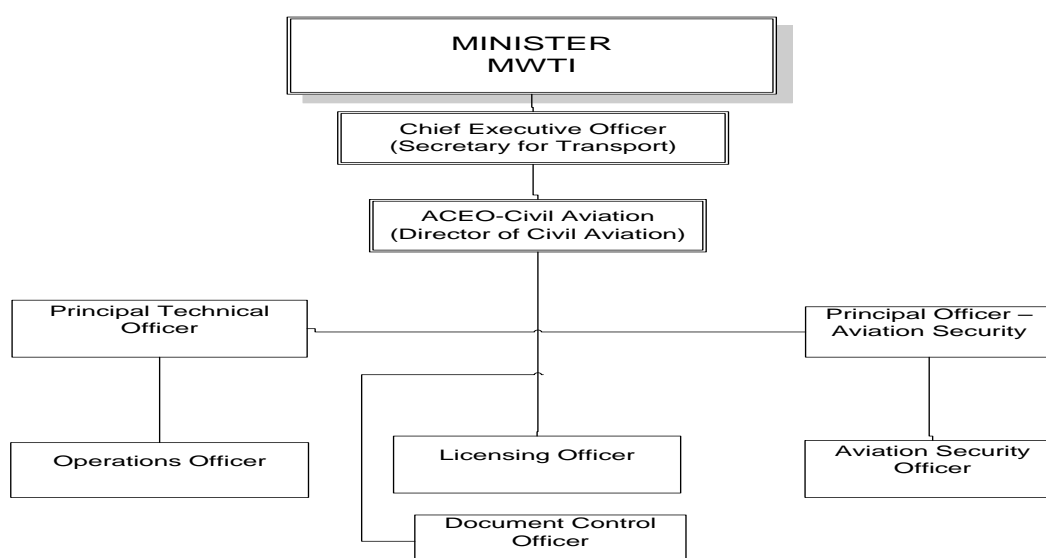 MINISTER
MWTI
Chief Executive Officer
(Secretary for Transport)
ACEO-Civil Aviation
(Director of Civil Aviation)
Principal Technical
Officer
Principal Officer –
Aviation Security
Operations Officer
Licensing Officer
Aviation Security
Officer
Document Control
Officer